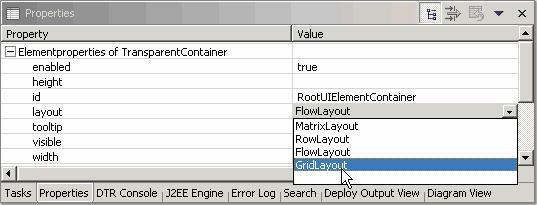 Properties
Property Value
Elementproperties of TransparentContainer
enabled true
height
id RootUIElementContainer
layout FlowLayout
tooltip MatrixLayout
visible RowLayout
FlowLayout
width GridLayout
Tasks Properties DTR Console J2EE Engine Error Log Search Deploy Output View Diagram View